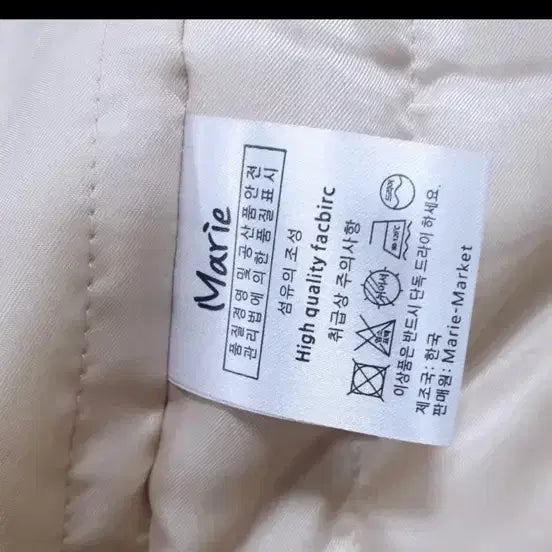 Marie
품질경영 및 공산품안전
관리법에 의한 품질표시
섬유의 조성
High quality facbirc
취급상 주의사항
드라이
이상품은 반드시 단독 드라이 하세요.
제조국: 한국
판매원: Marie-Market